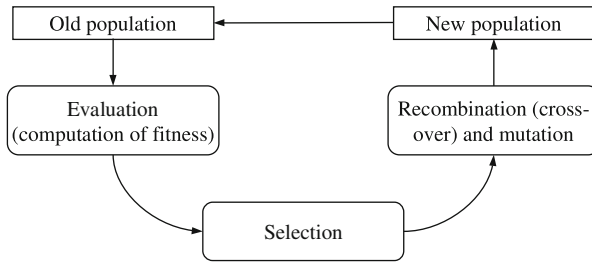 Old population
New population
Evaluation
(computation of fitness)
Recombination (cross-
over) and mutation
Selection